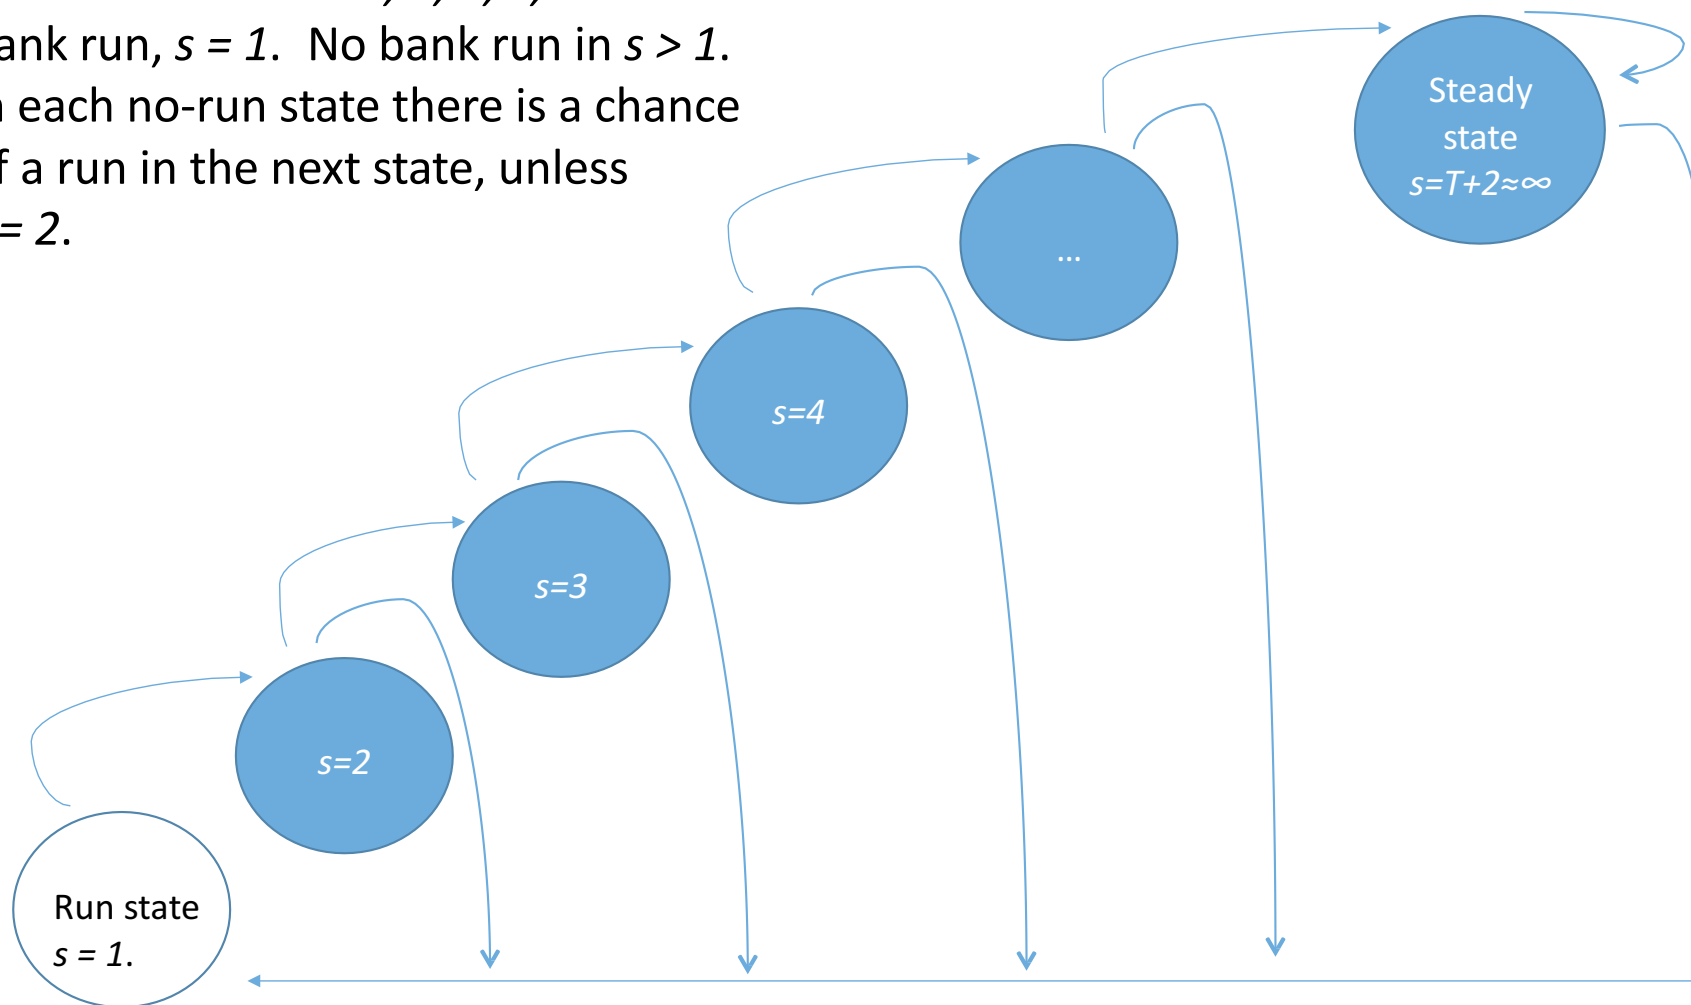 ank run, s = 1. No bank run in s > 1.
each no-run state there is a chance
f a run in the next state, unless
= 2.
Steady
state
s=T+2≈∞
...
s=4
s=3
s=2
Run state
s = 1.